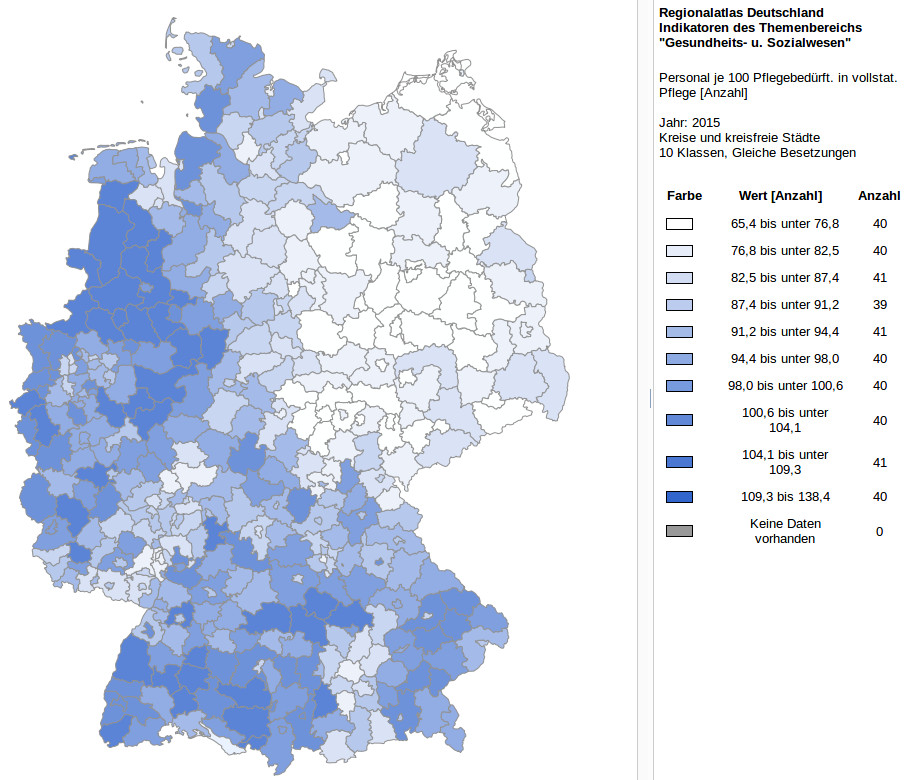 Regionalatlas Deutschland
Indikatoren des Themenbereichs
"Gesundheits- u. Sozialwesen"
Personal je 100 Pflegebedürft. in vollstat.
Pflege [Anzahl]
Jahr: 2015
Kreise und kreisfreie Städte
10 Klassen, Gleiche Besetzungen
Farbe Wert [Anzahl] Anzahl
65,4 bis unter 76,8 40
76,8 bis unter 82,5 40
82,5 bis unter 87,4 41
87,4 bis unter 91,2 39
91,2 bis unter 94,4 41
94,4 bis unter 98,0 40
98,0 bis unter 100,6 40
100,6 bis unter
104,1 40
104,1 bis unter
109,3 41
109,3 bis 138,4 40
Keine Daten
vorhanden 0